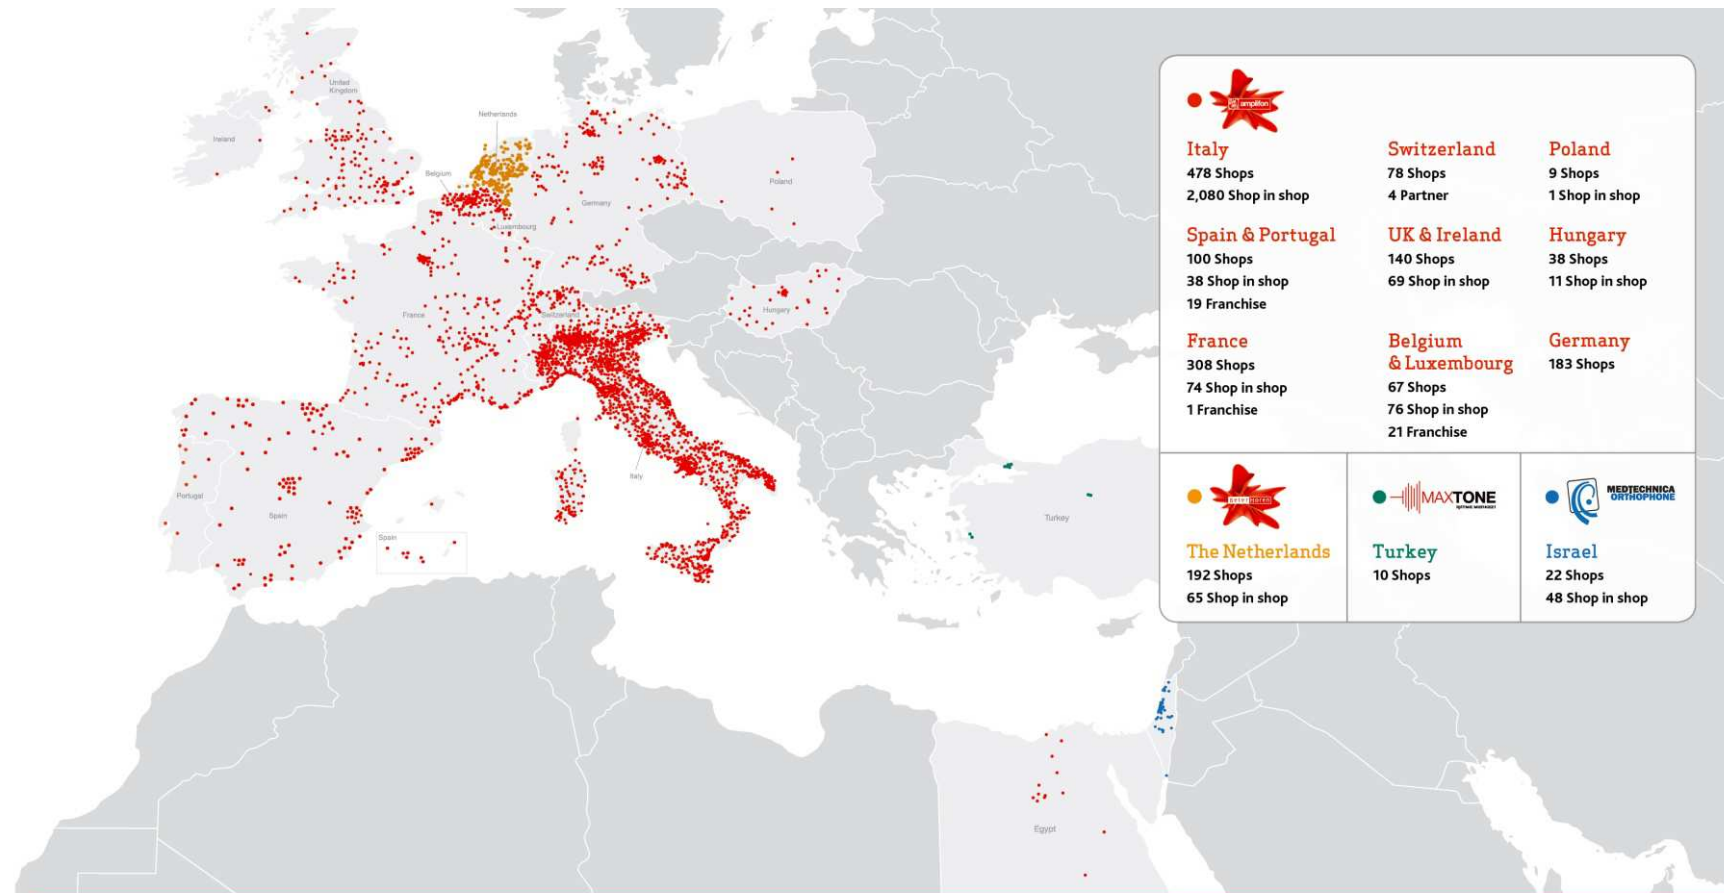 United
Kingdom
Ireland
Netherlands
Belgium
Germany
Luxembourg
Poland
France
Switzerland
Hungary
Italy
Portugal
Spain
Spain
Turkey
Egypt
amplifon
Italy
478 Shops
2,080 Shop in shop
Switzerland
78 Shops
4 Partner
Poland
9 Shops
1 Shop in shop
Spain & Portugal
100 Shops
38 Shop in shop
19 Franchise
UK & Ireland
140 Shops
69 Shop in shop
Hungary
38 Shops
11 Shop in shop
France
308 Shops
74 Shop in shop
1 Franchise
Belgium
& Luxembourg
67 Shops
76 Shop in shop
21 Franchise
Germany
183 Shops
The Netherlands
192 Shops
65 Shop in shop
MAXTONE
Turkey
10 Shops
MEDTECHNICA
ORTHOPHONE
Israel
22 Shops
48 Shop in shop